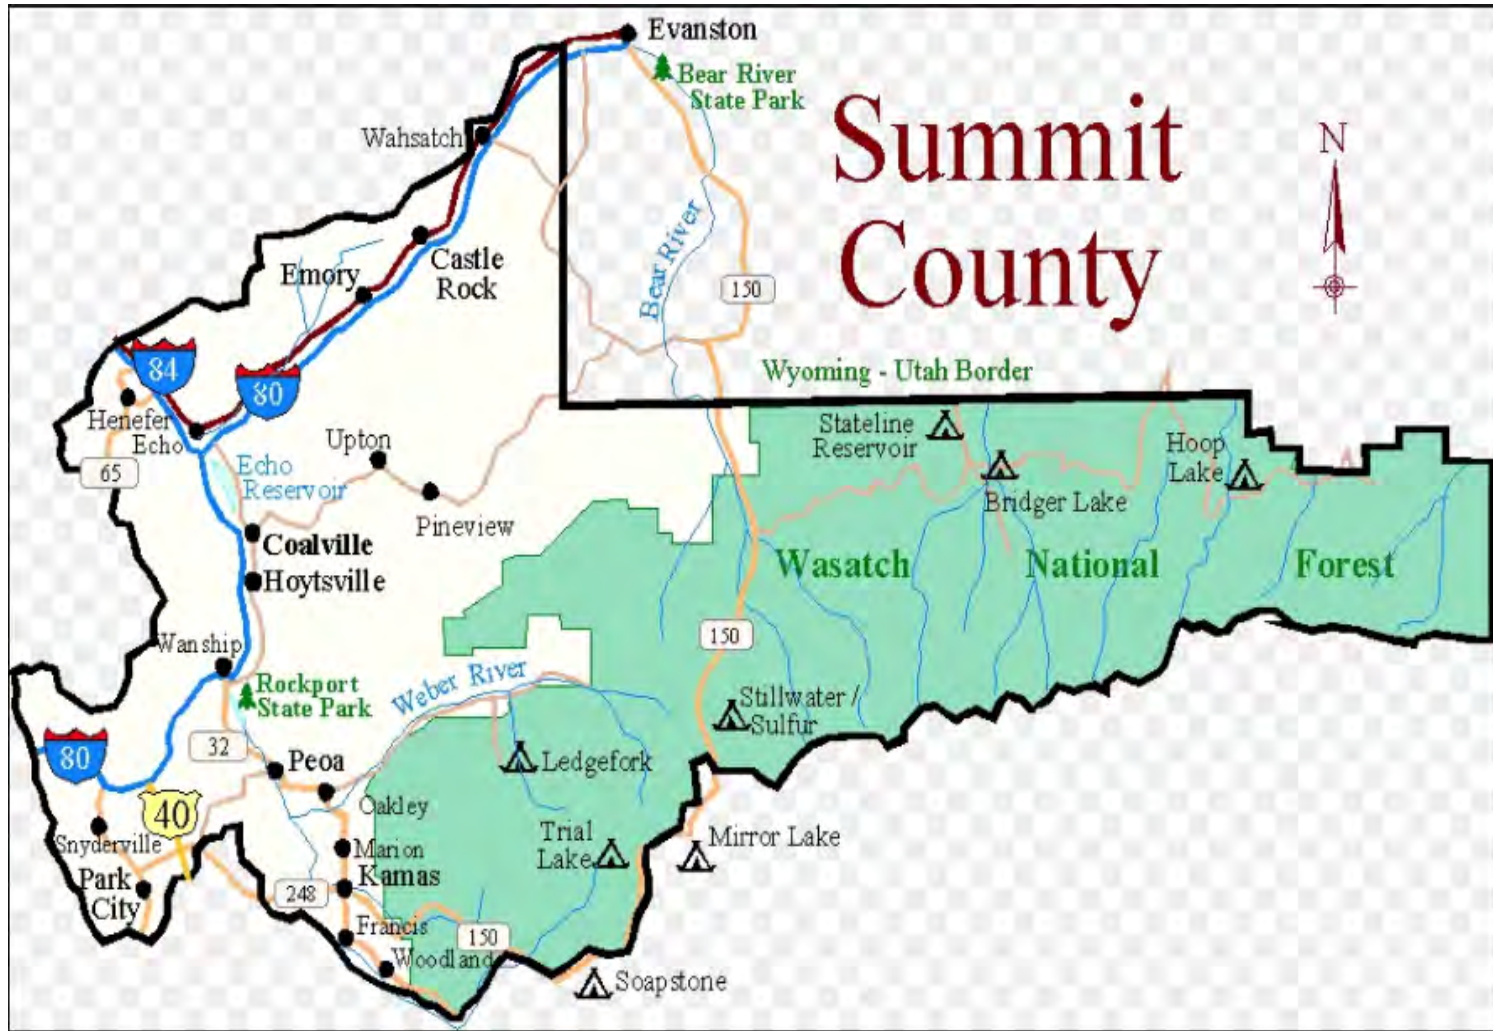 Evanston
Bear River
State Park
Summit
County
N
Wahsatch
Castle
Rock
Emory
Bear River
150
84
80
Wyoming - Utah Border
Henefer
Echo
65
Upton
Echo
Reservoir
Pineview
Stateline
Reservoir
Bridger Lake
Hoop
Lake
Coalville
Hoytsville
Wasatch National Forest
Wanship
150
Rockport
State Park
Weber River
Stillwater /
Sulfur
80
32
Peoa
Ledgefork
40
Oakley
Snyderville
Marion
Trial
Lake
Mirror Lake
Park
City
Kamas
248
Francis
150
Woodland
Soapstone